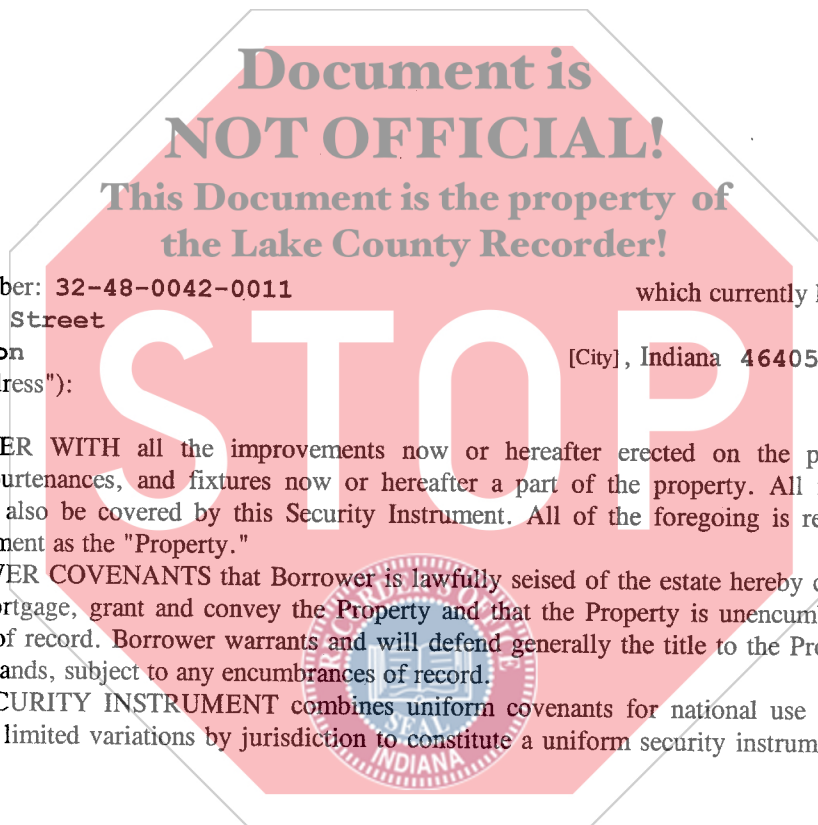 Document is
NOT OFFICIAL!
This Document is the property of
the Lake County Recorder!
ber: 32-48-0042-0011 which currently
Street
on [City], Indiana 46405
ress"):
STOP
ER WITH all the improvements now or hereafter erected on the p
urtenances, and fixtures now or hereafter a part of the property. All
also be covered by this Security Instrument. All of the foregoing is re
ment as the "Property."
ER COVENANTS that Borrower is lawfully seised of the estate hereby
rtgage, grant and convey the Property and that the Property is unencum
of record. Borrower warrants and will defend generally the title to the Pro
ands, subject to any encumbrances of record.
CURITY INSTRUMENT combines uniform covenants for national use
limited variations by jurisdiction to constitute a uniform security instrum
RECORDER'S OFFICE
SEAL
INDIANA